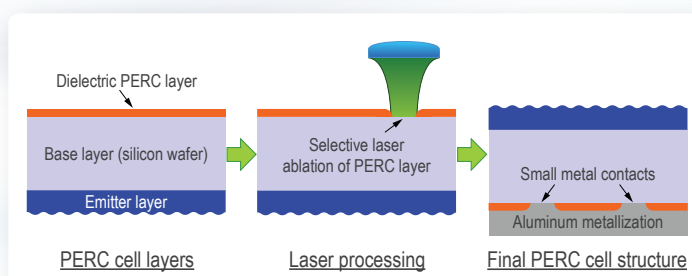 Dielectric PERC layer
Base layer (silicon wafer)
Emitter layer
PERC cell layers
Selective laser
ablation of PERC layer
Laser processing
Small metal contacts
Aluminum metallization
Final PERC cell structure